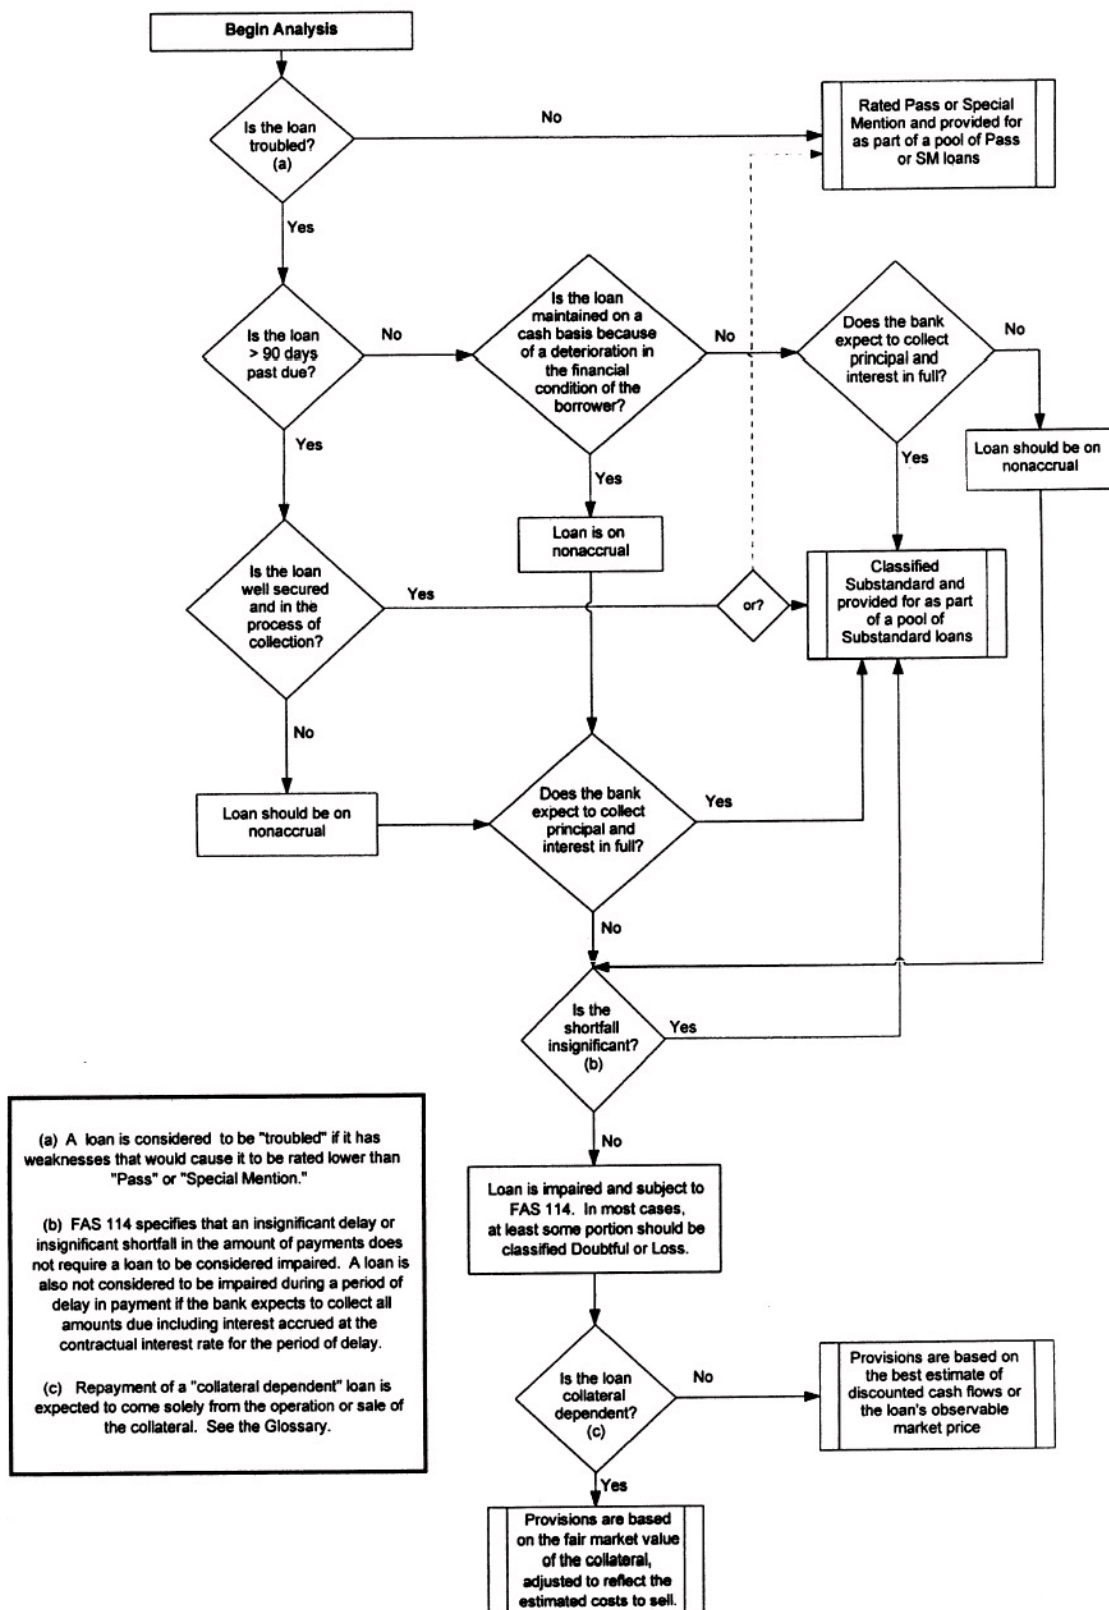 Begin Analysis
Is the loan
troubled?
(a)
No
Rated Pass or Special
Mention and provided for
as part of a pool of Pass
or SM loans
Yes
Is the loan
> 90 days
past due?
No
Is the loan
maintained on a
cash basis because
of a deterioration in
the financial
condition of the
borrower?
No
Does the bank
expect to collect
principal and
interest in full?
No
Loan should be on
nonaccrual
Yes
Yes
Yes
Loan is on
nonaccrual
Is the loan
well secured
and in the
process of
collection?
Yes
or?
Classified
Substandard and
provided for as part
of a pool of
Substandard loans
No
Loan should be on
nonaccrual
Does the bank
expect to collect
principal and
interest in full?
Yes
No
Is the
shortfall
insignificant?
(b)
Yes
No
Loan is impaired and subject to
FAS 114. In most cases,
at least some portion should be
classified Doubtful or Loss.
Is the loan
collateral
dependent?
(c)
No
Provisions are based on
the best estimate of
discounted cash flows or
the loan's observable
market price
Yes
Provisions are based
on the fair market value
of the collateral,
adjusted to reflect the
estimated costs to sell.
(a) A loan is considered to be "troubled" if it has
weaknesses that would cause it to be rated lower than
"Pass" or "Special Mention."
(b) FAS 114 specifies that an insignificant delay or
insignificant shortfall in the amount of payments does
not require a loan to be considered impaired. A loan is
also not considered to be impaired during a period of
delay in payment if the bank expects to collect all
amounts due including interest accrued at the
contractual interest rate for the period of delay.
(c) Repayment of a "collateral dependent" loan is
expected to come solely from the operation or sale of
the collateral. See the Glossary.